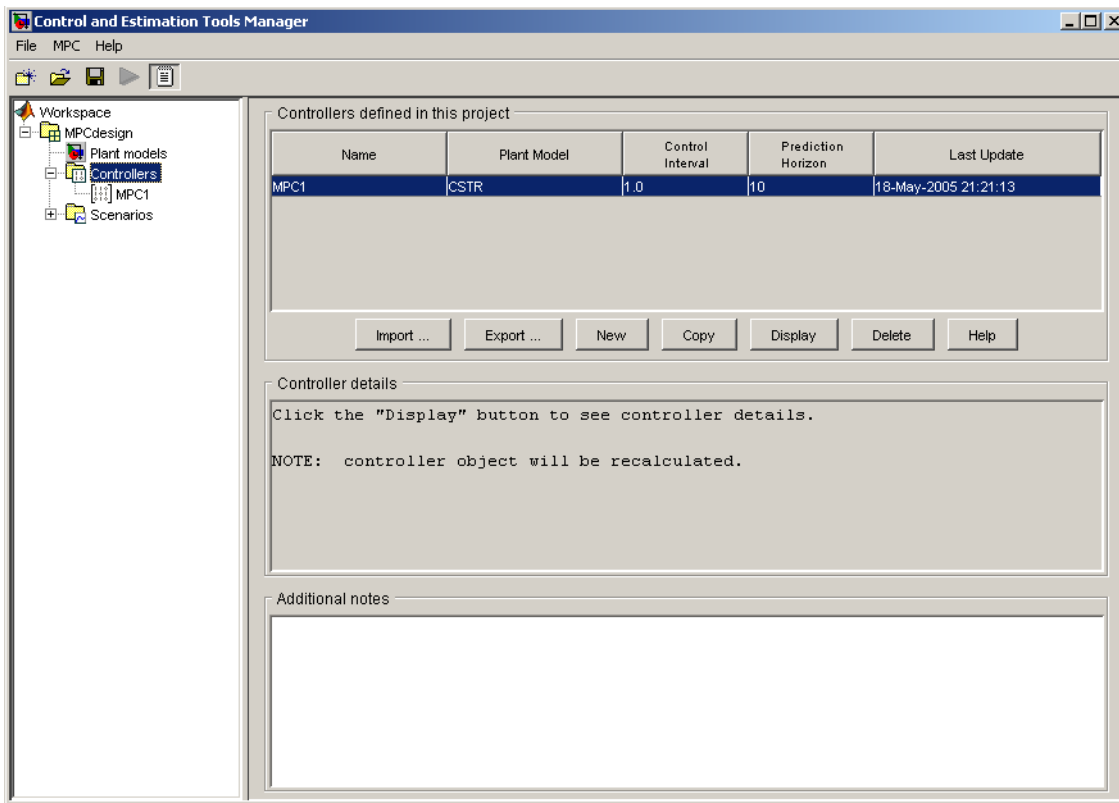 Control and Estimation Tools Manager
File MPC Help
Workspace
MPCdesign
Plant models
Controllers
MPC1
Scenarios
Controllers defined in this project
Name Plant Model Control Interval Prediction Horizon Last Update
MPC1 CSTR 1.0 10 18-May-2005 21:21:13
Import ... Export ... New Copy Display Delete Help
Controller details
Click the "Display" button to see controller details.
NOTE: controller object will be recalculated.
Additional notes